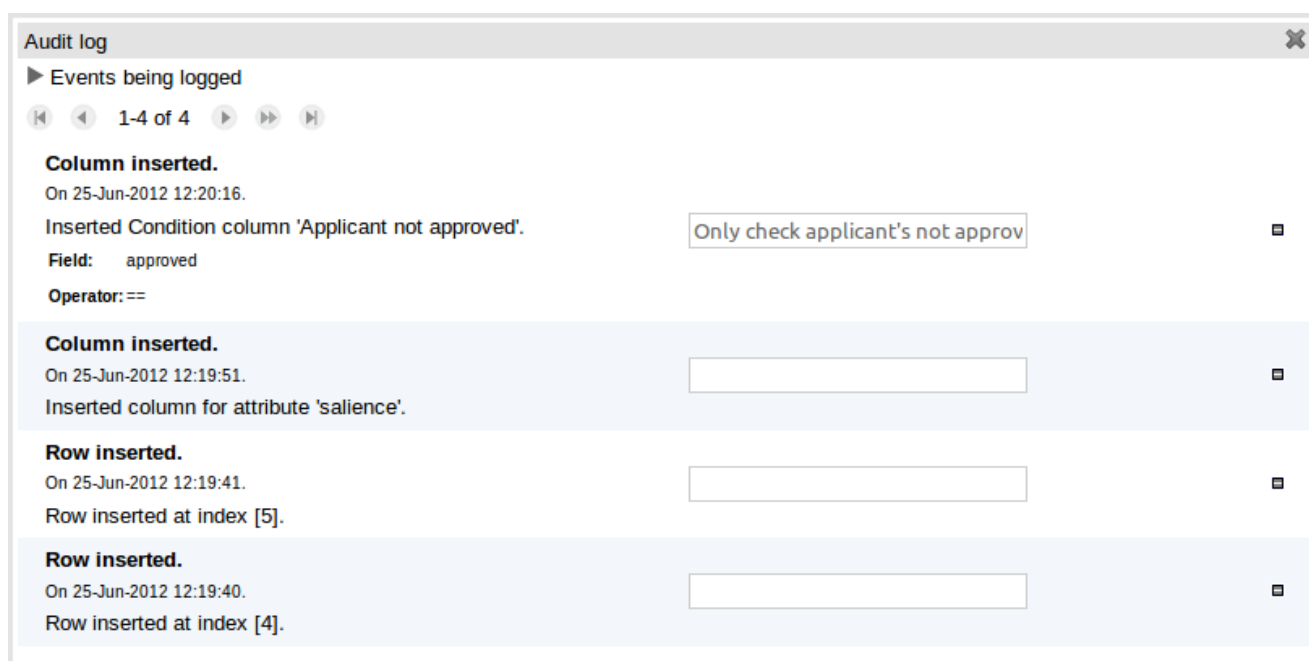 Audit log
Events being logged
1-4 of 4
Column inserted.
On 25-Jun-2012 12:20:16.
Inserted Condition column 'Applicant not approved'.
Only check applicant's not approv
Field: approved
Operator: ==
Column inserted.
On 25-Jun-2012 12:19:51.
Inserted column for attribute 'salience'.
Row inserted.
On 25-Jun-2012 12:19:41.
Row inserted at index [5].
Row inserted.
On 25-Jun-2012 12:19:40.
Row inserted at index [4].